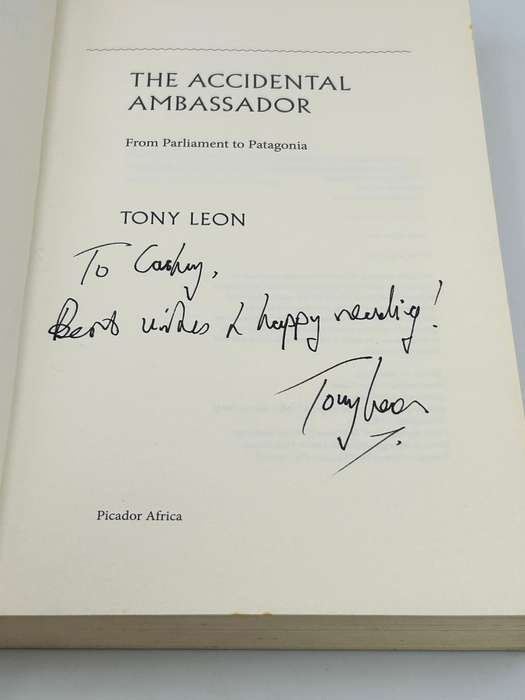 THE ACCIDENTAL
AMBASSADOR
From Parliament to Patagonia
TONY LEON
To Cashy,
Best wishes & happy reading!
Tony Leon
Picador Africa